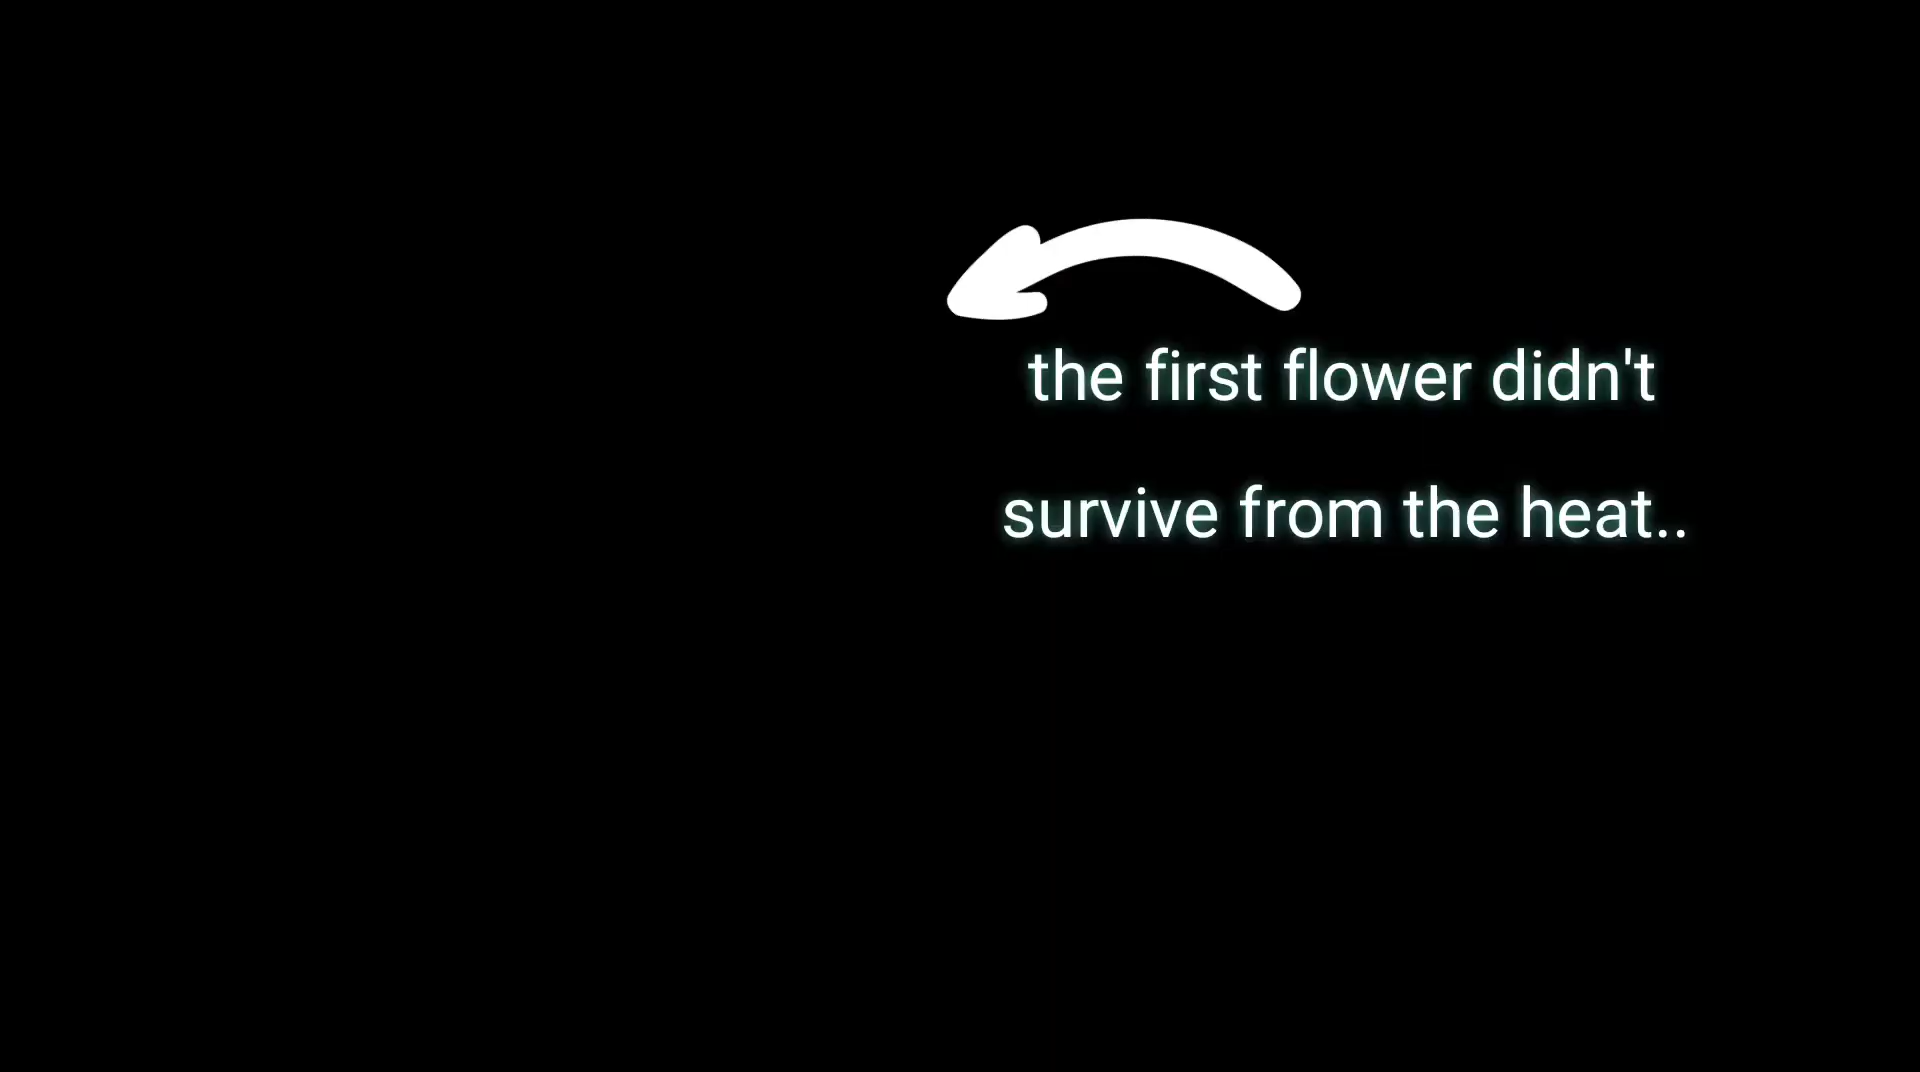 the first flower didn't
survive from the heat..